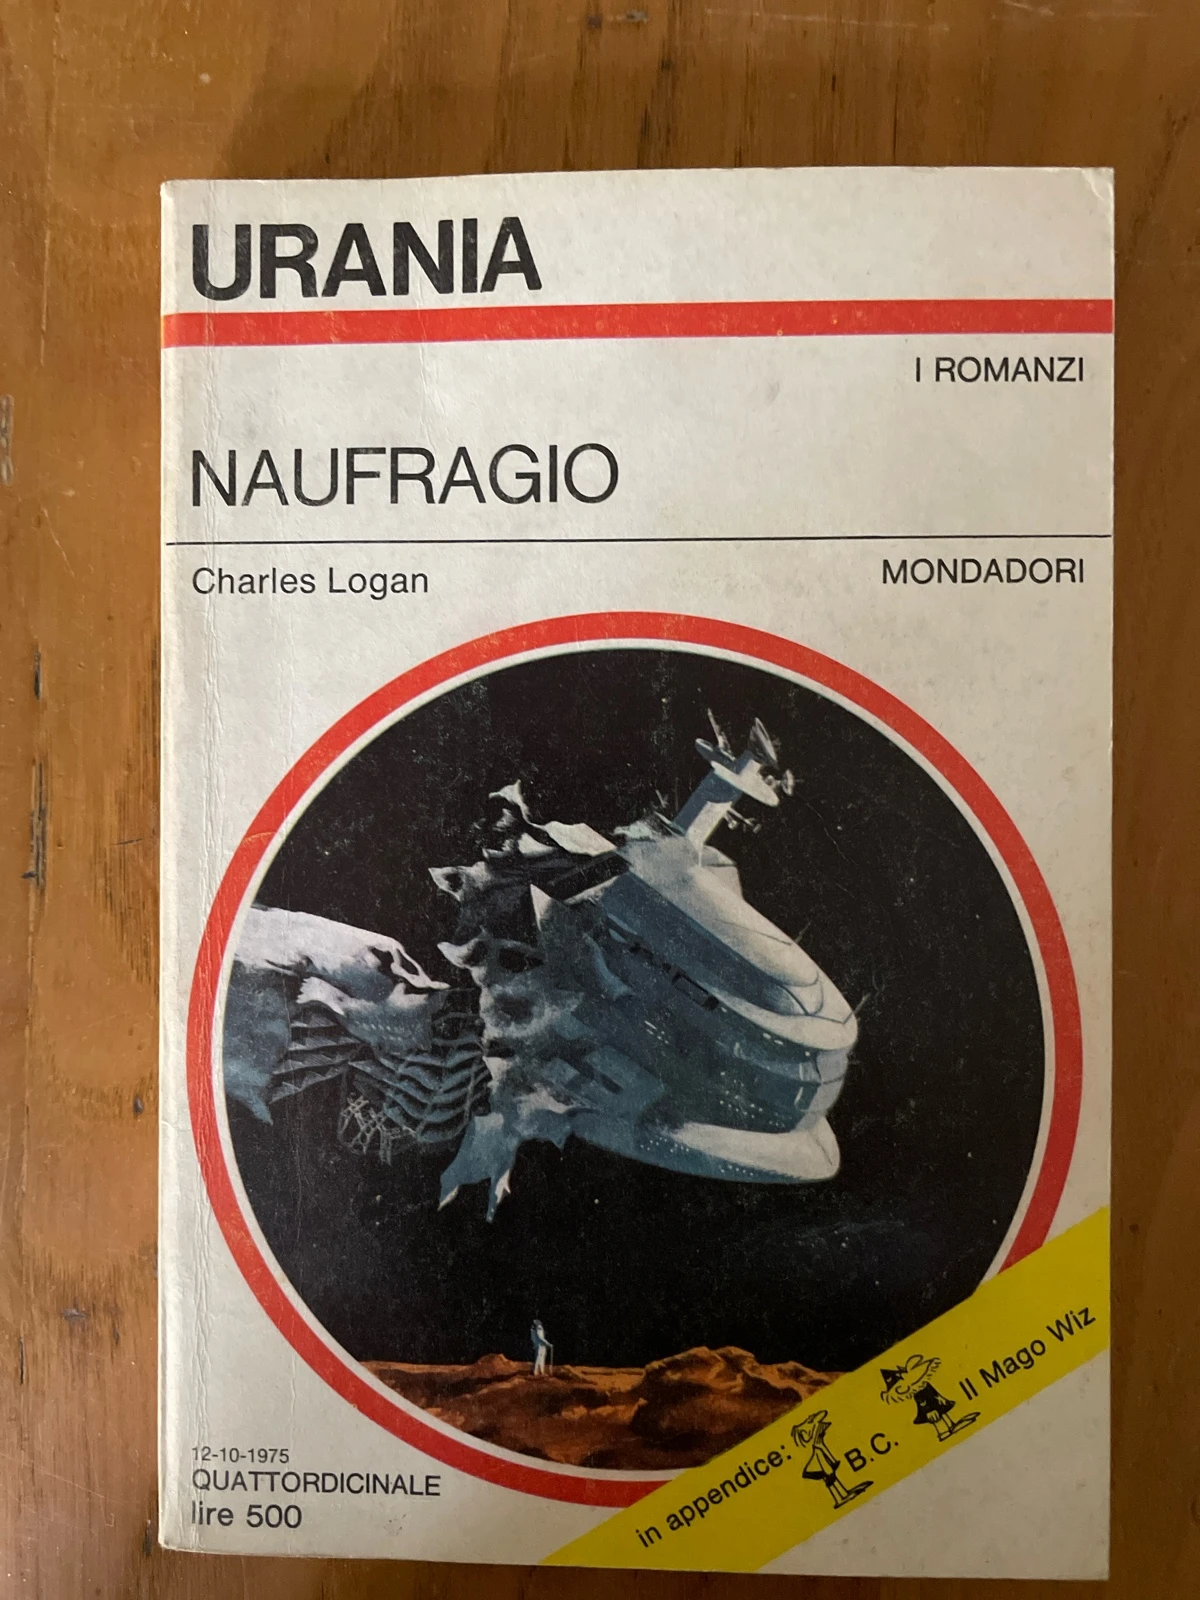 URANIA
I ROMANZI
NAUFRAGIO
Charles Logan
MONDADORI
12-10-1975
QUATTORDICINALE
lire 500
in appendice: B.C. Il Mago Wiz